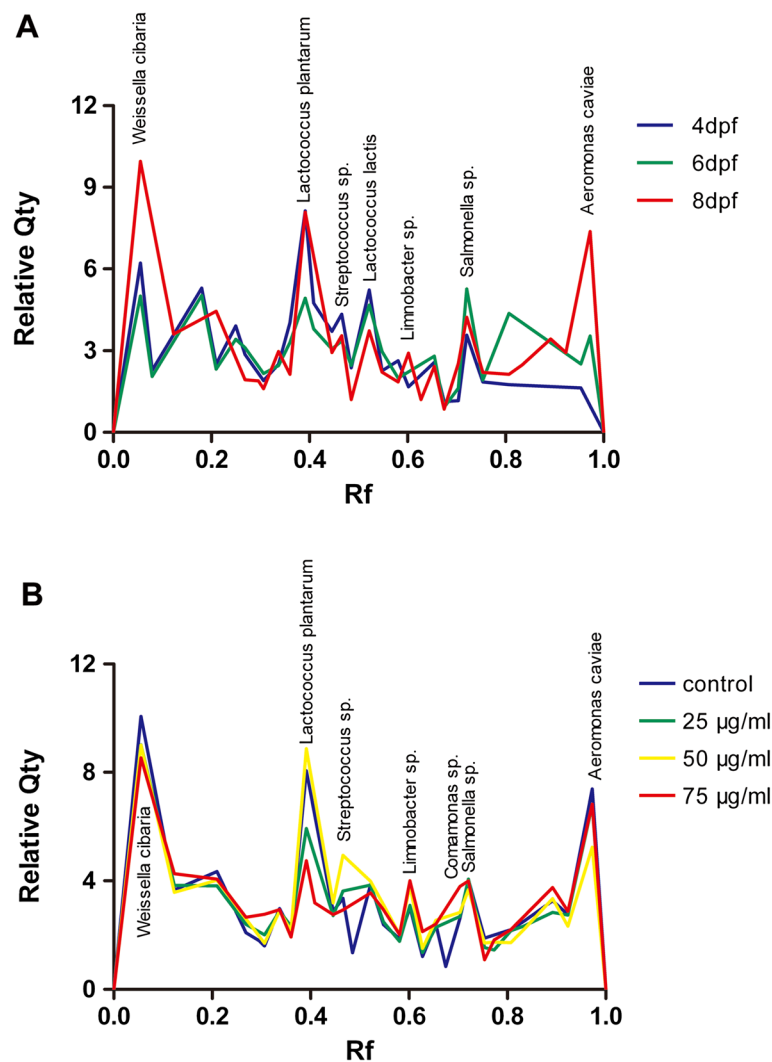 A
Weissella cibaria
Lactococcus plantarum
Streptococcus sp.
Lactococcus lactis
Limnobacter sp.
Salmonella sp.
Aeromonas caviae
4dpf
6dpf
8dpf
Relative Qty
12
9
6
3
0
0.0 0.2 0.4 0.6 0.8 1.0
Rf
B
Weissella cibaria
Lactococcus plantarum
Streptococcus sp.
Limnobacter sp.
Comamonas sp.
Salmonella sp.
Aeromonas caviae
control
25 µg/ml
50 µg/ml
75 µg/ml
Relative Qty
12
8
4
0
0.0 0.2 0.4 0.6 0.8 1.0
Rf